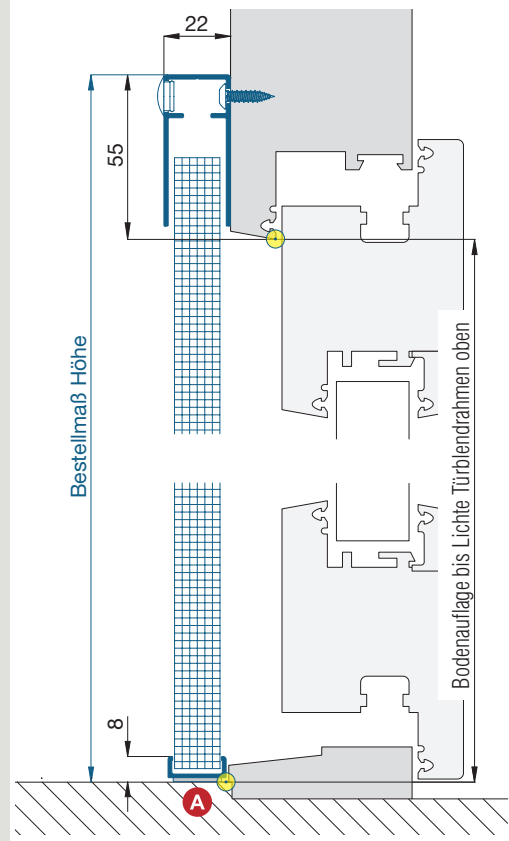 22
55
Bestellmaß Höhe
Bodenauflage bis Lichte Türblendrahmen oben
8
A